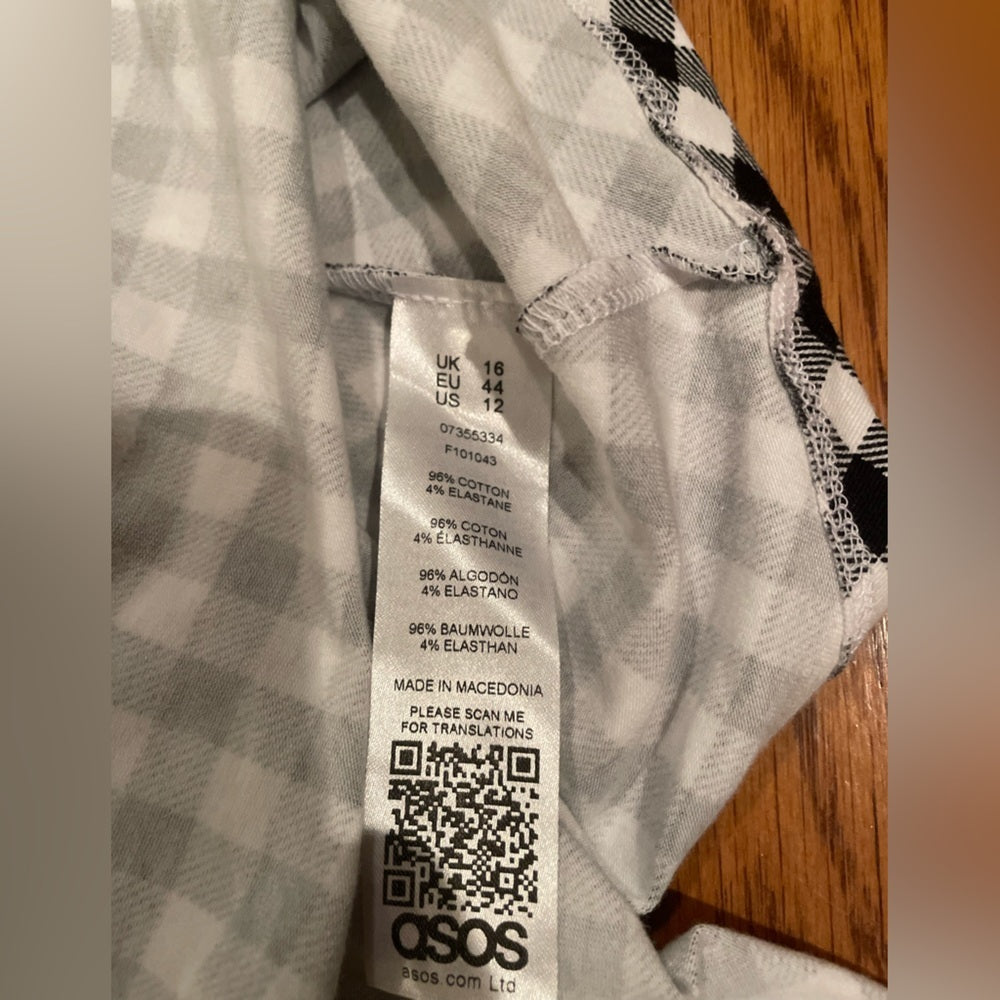 UK 16
EU 44
US 12
07355334
F101043
96% COTTON
4% ELASTANE
96% COTON
4% ÉLASTHANNE
96% ALGODÓN
4% ELASTANO
96% BAUMWOLLE
4% ELASTHAN
MADE IN MACEDONIA
PLEASE SCAN ME
FOR TRANSLATIONS
asos
asos.com Ltd